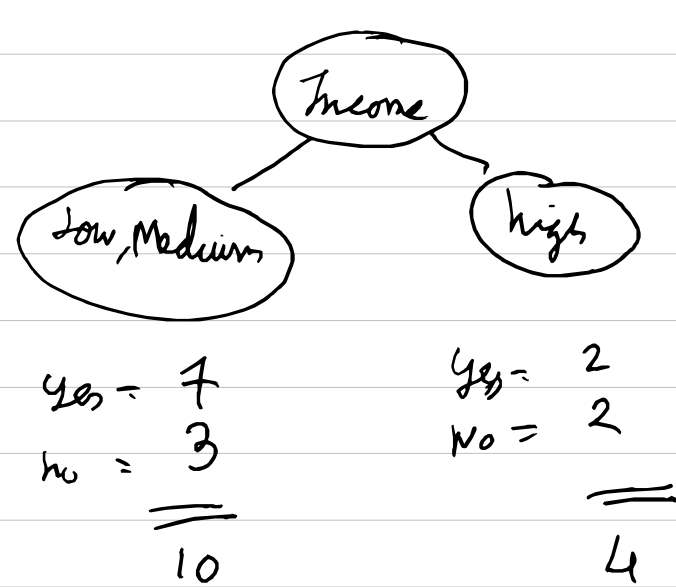 Income
Low, Medium
high
Yes = 7
no = 3
10
Yes = 2
No = 2
4